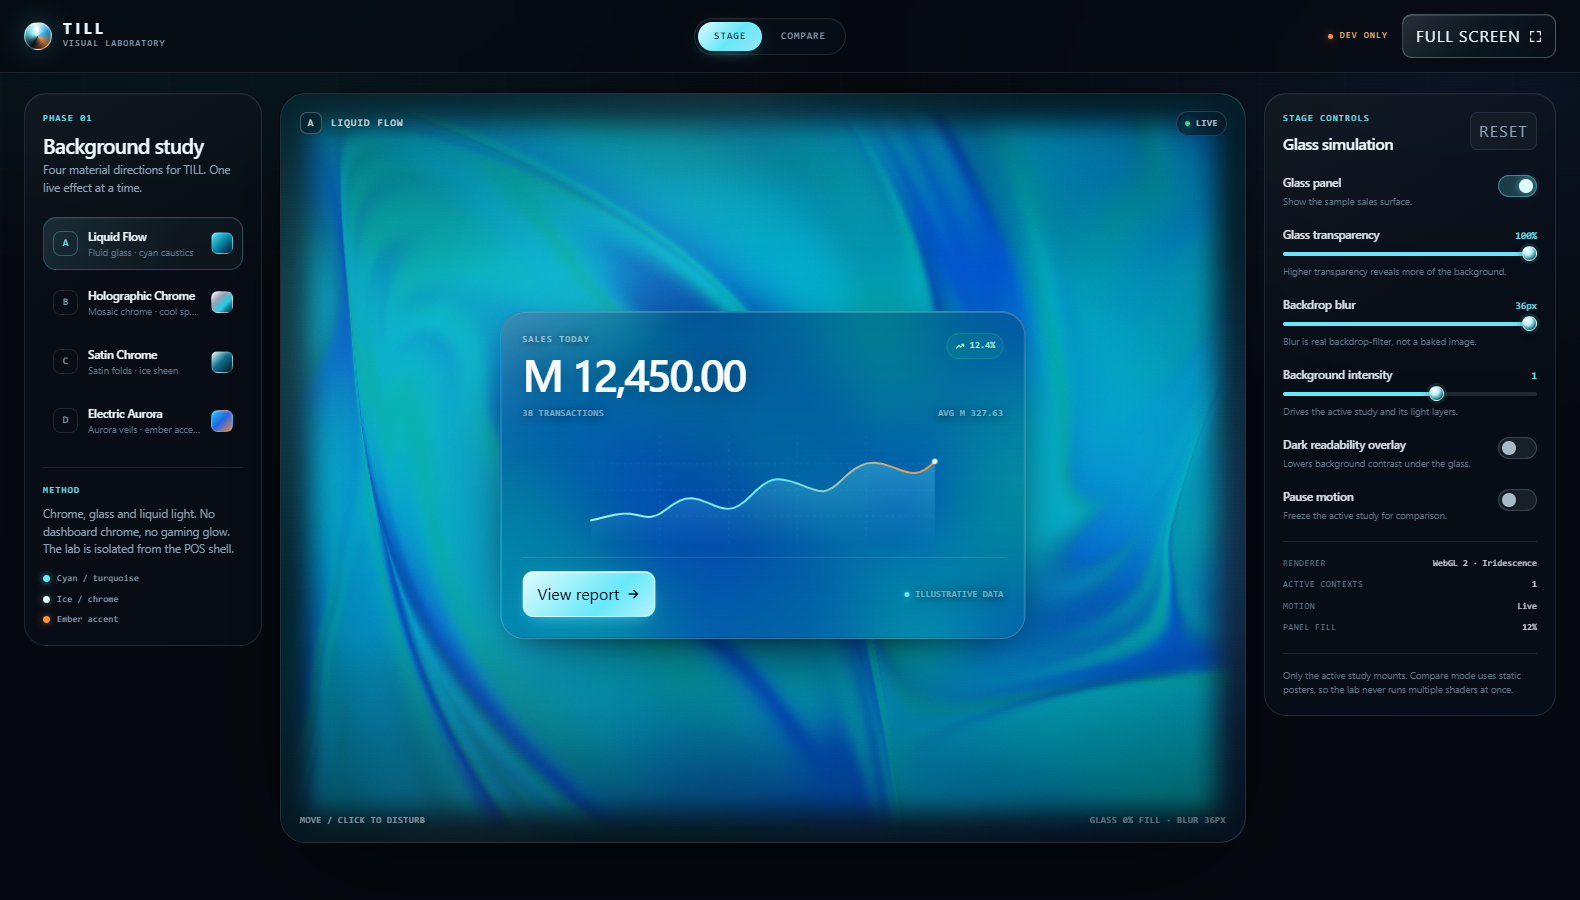 TILL
VISUAL LABORATORY
STAGE
COMPARE
DEV ONLY
FULL SCREEN
PHASE 01
Background study
Four material directions for TILL. One
live effect at a time.
A
Liquid Flow
Fluid glass · cyan caustics
B
Holographic Chrome
Mosaic chrome · cool sp...
C
Satin Chrome
Satin folds · ice sheen
D
Electric Aurora
Aurora veils · ember acce...
METHOD
Chrome, glass and liquid light. No
dashboard chrome, no gaming glow.
The lab is isolated from the POS shell.
Cyan / turquoise
Ice / chrome
Ember accent
A
LIQUID FLOW
LIVE
SALES TODAY
12.4%
M 12,450.00
38 TRANSACTIONS
AVG M 327.63
View report →
ILLUSTRATIVE DATA
MOVE / CLICK TO DISTURB
GLASS 0% FILL · BLUR 36PX
STAGE CONTROLS
Glass simulation
RESET
Glass panel
Show the sample sales surface.
Glass transparency
100%
Higher transparency reveals more of the background.
Backdrop blur
36px
Blur is real backdrop-filter, not a baked image.
Background intensity
1
Drives the active study and its light layers.
Dark readability overlay
Lowers background contrast under the glass.
Pause motion
Freeze the active study for comparison.
RENDERER
WebGL 2 · Iridescence
ACTIVE CONTEXTS
1
MOTION
Live
PANEL FILL
12%
Only the active study mounts. Compare mode uses static
posters, so the lab never runs multiple shaders at once.